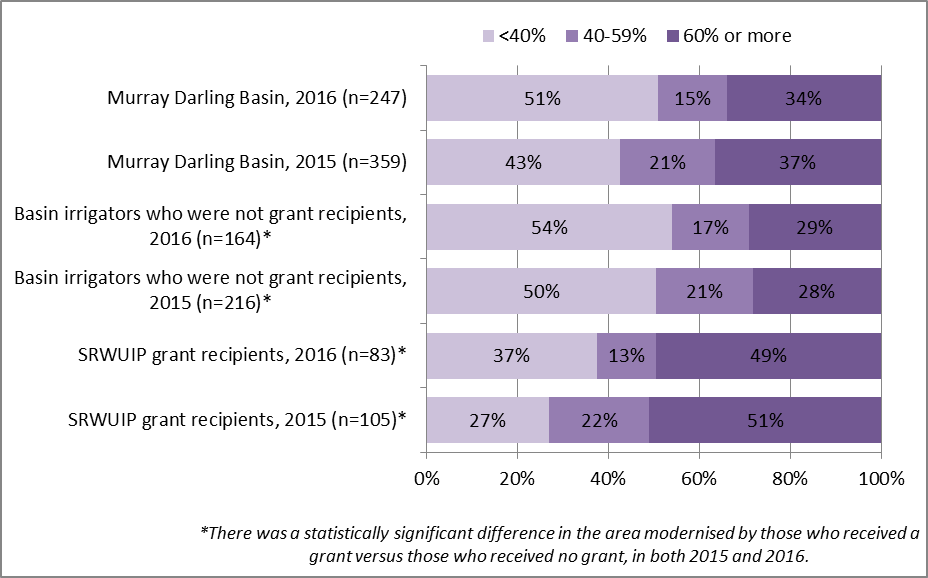 <40% 40-59% 60% or more
Murray Darling Basin, 2016 (n=247) 51% 15% 34%
Murray Darling Basin, 2015 (n=359) 43% 21% 37%
Basin irrigators who were not grant recipients,
2016 (n=164)* 54% 17% 29%
Basin irrigators who were not grant recipients,
2015 (n=216)* 50% 21% 28%
SRWUIP grant recipients, 2016 (n=83)* 37% 13% 49%
SRWUIP grant recipients, 2015 (n=105)* 27% 22% 51%
0% 20% 40% 60% 80% 100%
*There was a statistically significant difference in the area modernised by those who received a
grant versus those who received no grant, in both 2015 and 2016.